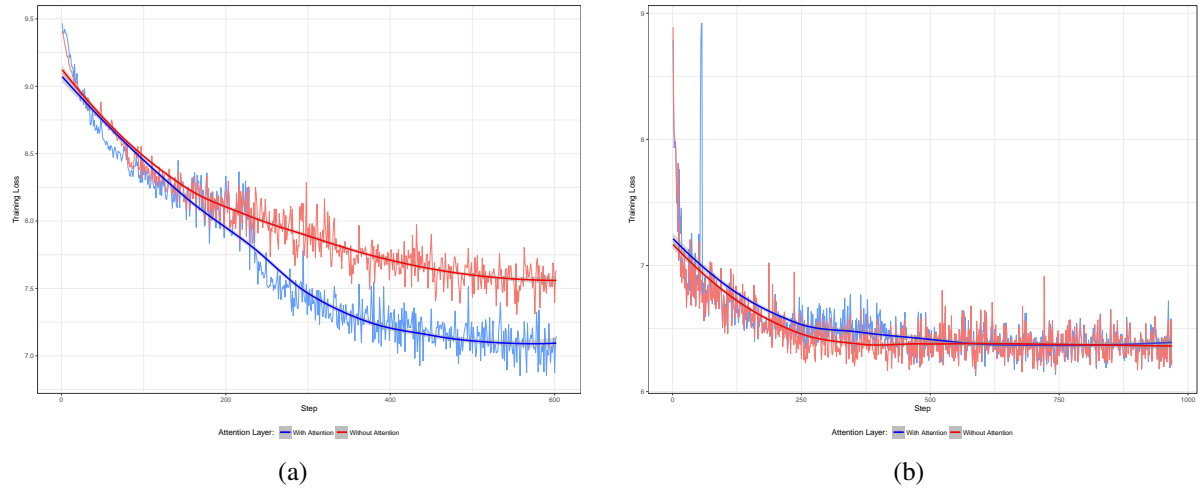 9.5
9.0
8.5
8.0
7.5
7.0
Training Loss
0
200
400
600
Step
Attention Layer: With Attention Without Attention
(a)
9
8
7
6
Training Loss
0
250
500
750
1000
Step
Attention Layer: With Attention Without Attention
(b)